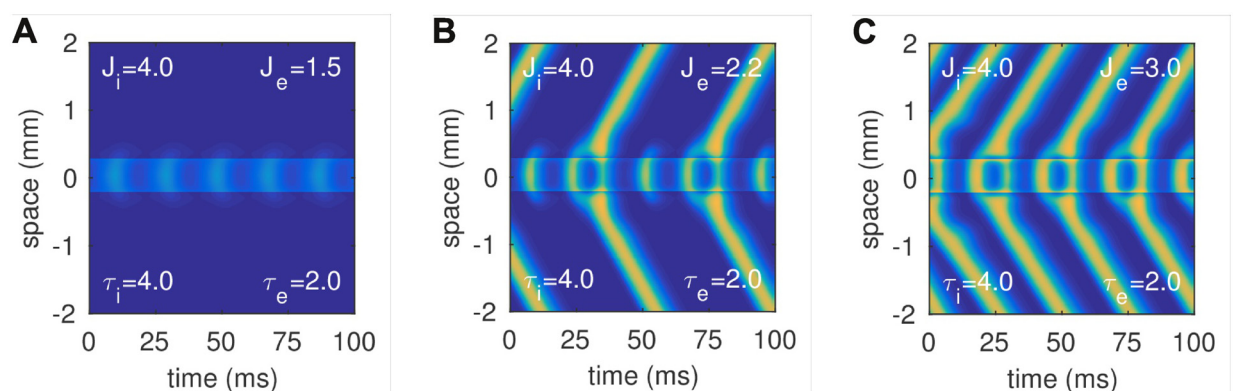 A
B
C
2
1
0
-1
-2
space (mm)
J_i=4.0 J_e=1.5
τ_i=4.0 τ_e=2.0
0 25 50 75 100
time (ms)
2
1
0
-1
-2
space (mm)
J_i=4.0 J_e=2.2
τ_i=4.0 τ_e=2.0
0 25 50 75 100
time (ms)
2
1
0
-1
-2
space (mm)
J_i=4.0 J_e=3.0
τ_i=4.0 τ_e=2.0
0 25 50 75 100
time (ms)